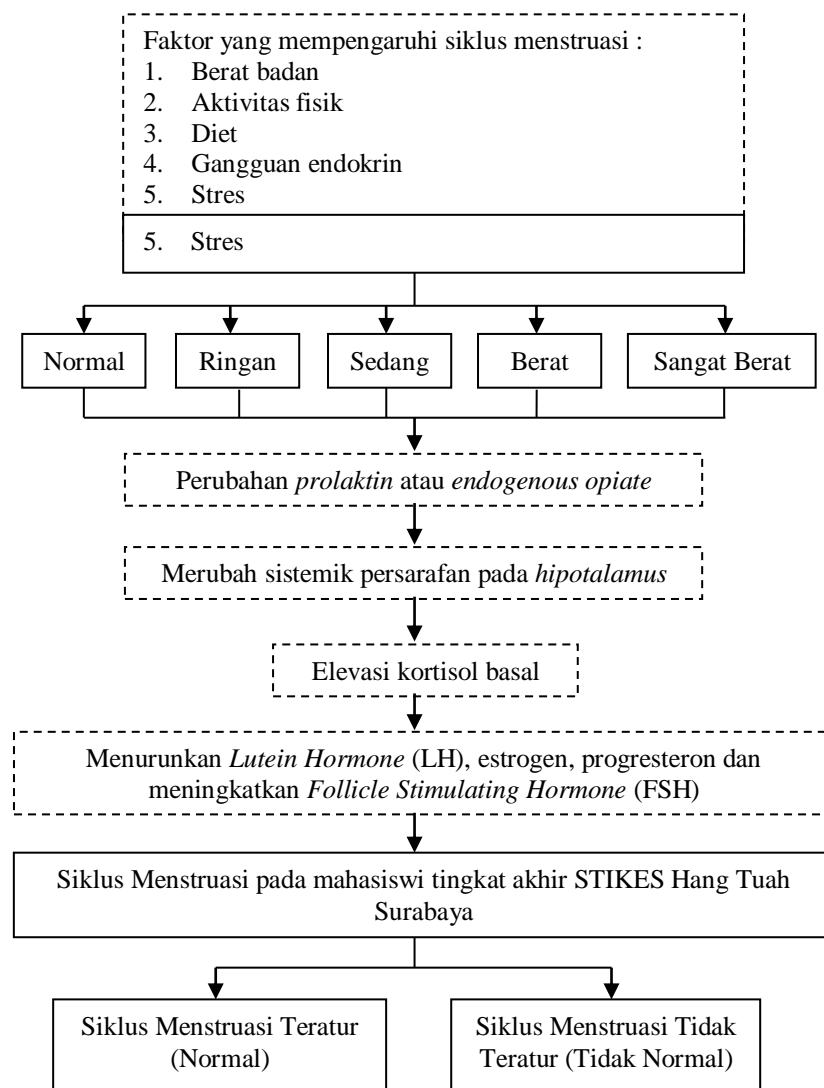 Faktor yang mempengaruhi siklus menstruasi :
1. Berat badan
2. Aktivitas fisik
3. Diet
4. Gangguan endokrin
5. Stres
5. Stres
Normal
Ringan
Sedang
Berat
Sangat Berat
Perubahan prolaktin atau endogenous opiate
Merubah sistemik persarafan pada hipotalamus
Elevasi kortisol basal
Menurunkan Lutein Hormone (LH), estrogen, progresteron dan
meningkatkan Follicle Stimulating Hormone (FSH)
Siklus Menstruasi pada mahasiswi tingkat akhir STIKES Hang Tuah
Surabaya
Siklus Menstruasi Teratur
(Normal)
Siklus Menstruasi Tidak
Teratur (Tidak Normal)